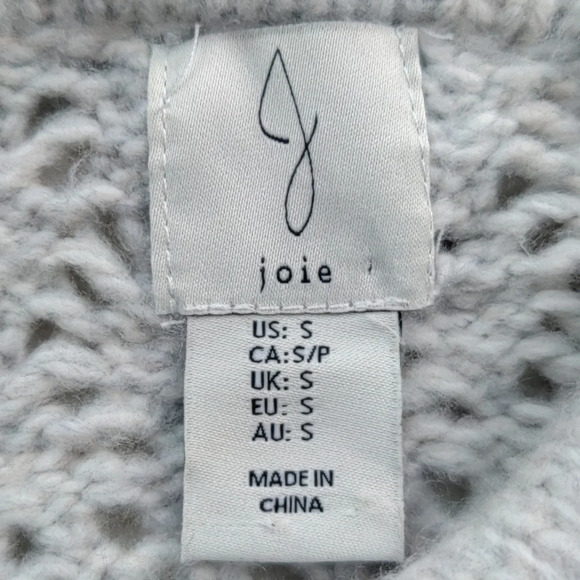 joie
US: S
CA:S/P
UK: S
EU: S
AU: S
MADE IN
CHINA